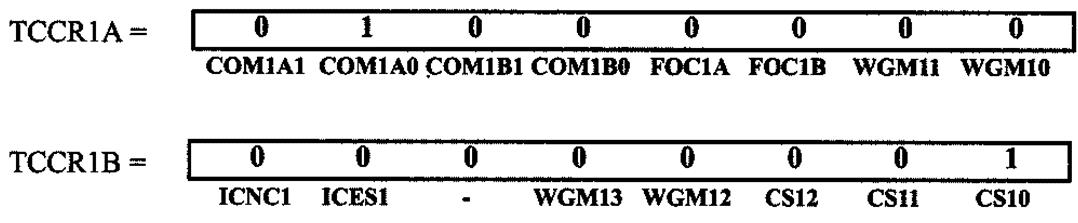 TCCR1A = 0 1 0 0 0 0 0 0
COM1A1 COM1A0 COM1B1 COM1B0 FOC1A FOC1B WGM11 WGM10
TCCR1B = 0 0 0 0 0 0 0 1
ICNC1 ICES1 - WGM13 WGM12 CS12 CS11 CS10